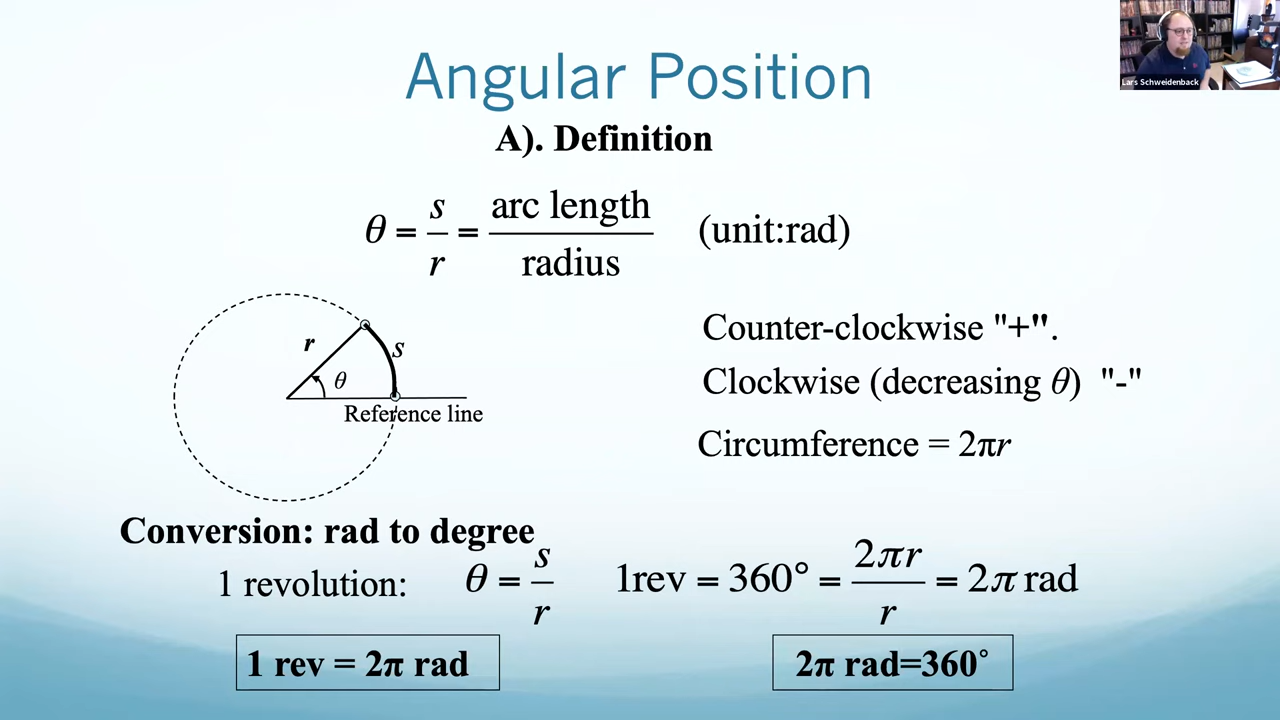 Lars Schweidenback
Angular Position
A). Definition
θ = s/r = arc length/radius (unit:rad)
Counter-clockwise "+".
Clockwise (decreasing θ) "-"
Circumference = 2πr
r
s
θ
Reference line
Conversion: rad to degree
1 revolution: θ = s/r 1rev = 360° = 2πr/r = 2π rad
1 rev = 2π rad
2π rad=360°